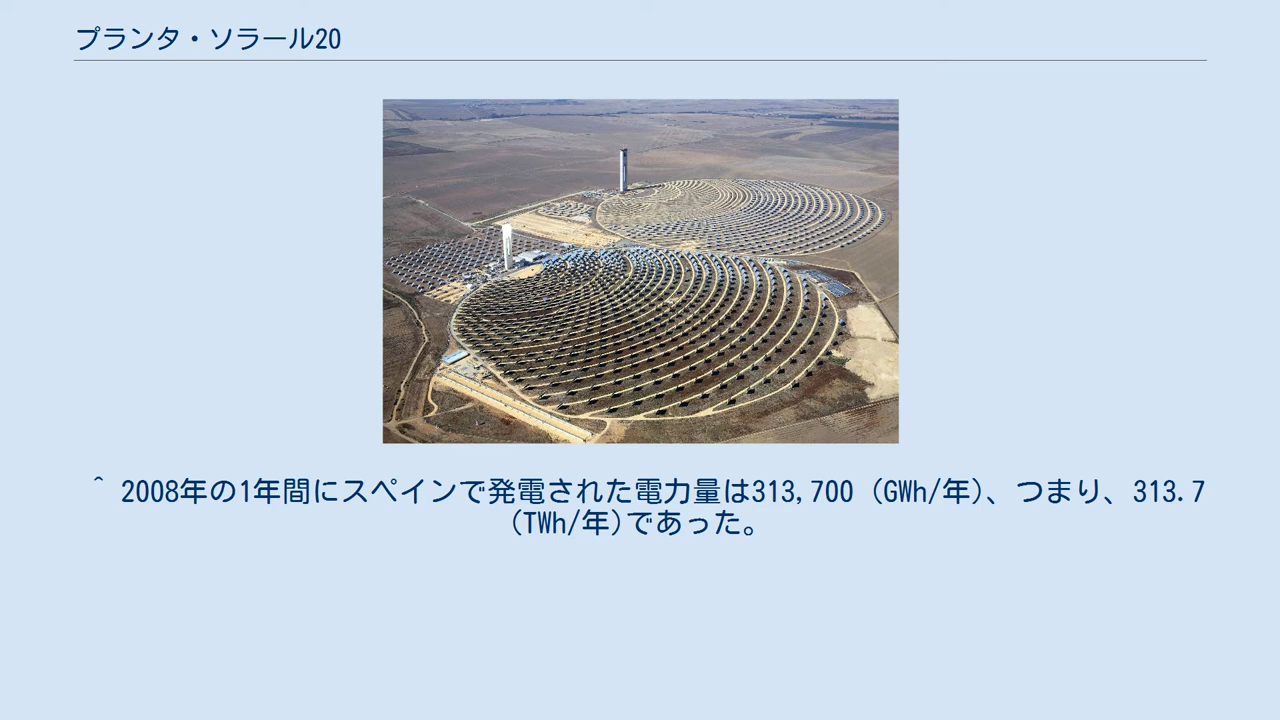 プランタ・ソラール20
^ 2008年の1年間にスペインで発電された電力量は313,700 (GWh/年)、つまり、313.7
(TWh/年)であった。